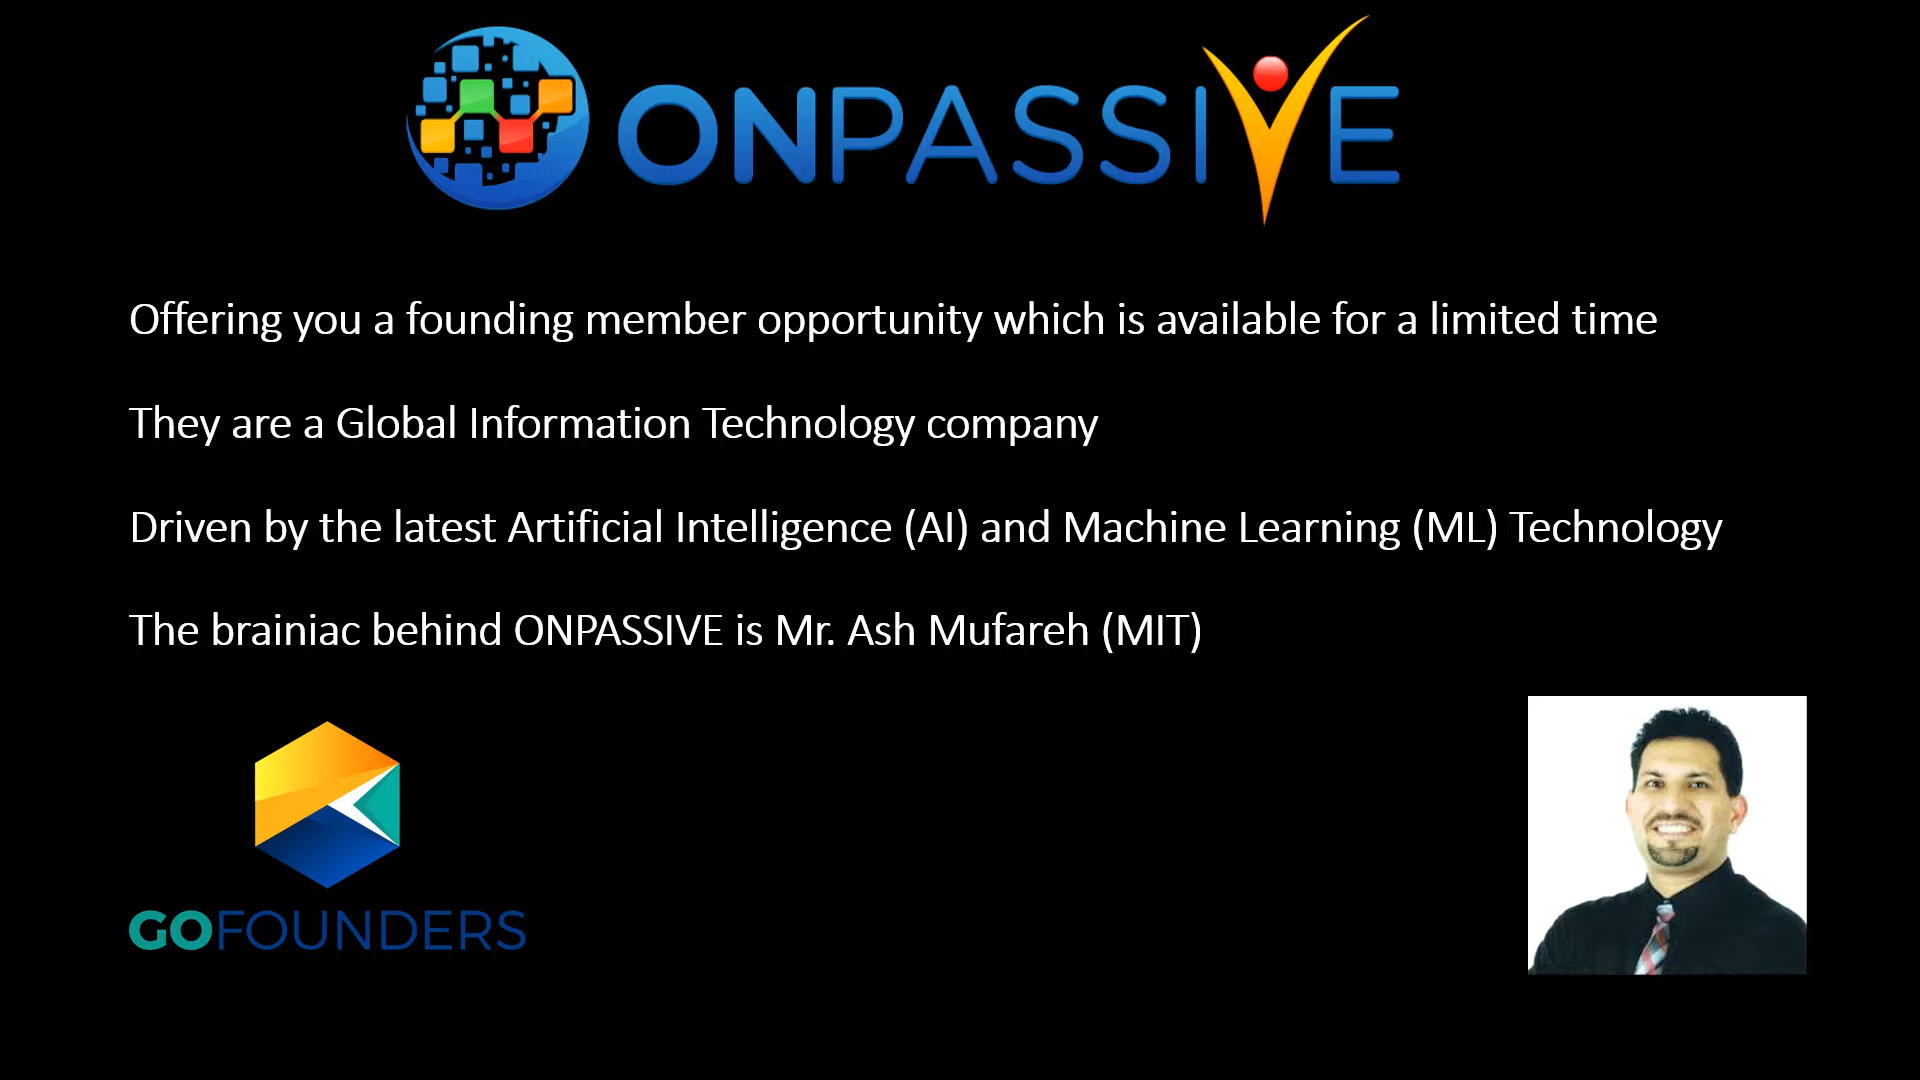 ONPASSIVE
Offering you a founding member opportunity which is available for a limited time
They are a Global Information Technology company
Driven by the latest Artificial Intelligence (AI) and Machine Learning (ML) Technology
The brainiac behind ONPASSIVE is Mr. Ash Mufareh (MIT)
GOFOUNDERS